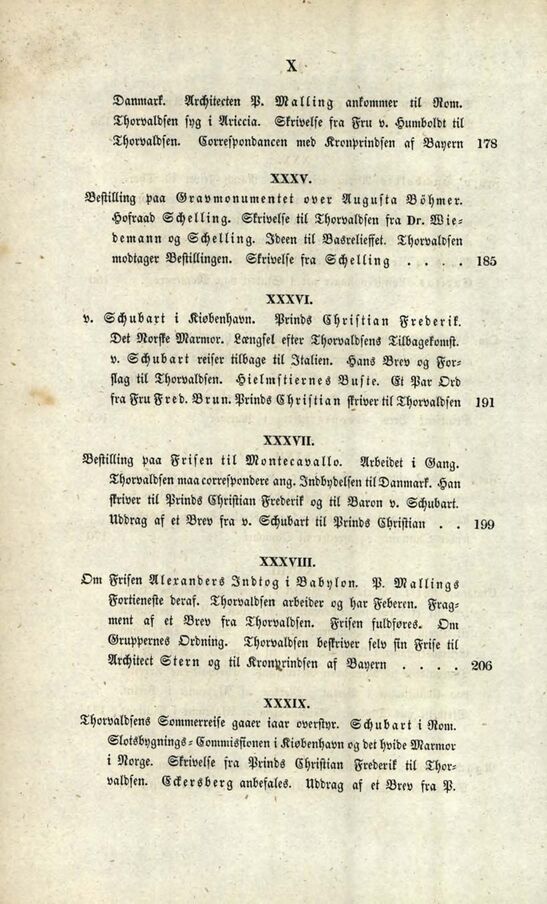 X
Danmark. Architecten P. Malling ankommer til Rom.
Thorvaldsen syg i Ariccia. Skrivelse fra Fru v. Humboldt til
Thorvaldsen. Correspondancen med Kronprindsen af Bayern 178
XXXV.
Bestilling paa Gravmonumentet over Augusta Böhmer.
Hofraad Schelling. Skrivelse til Thorvaldsen fra Dr. Wie-
demann og Schelling. Ideen til Basrelieffet. Thorvaldsen
modtager Bestillingen. Skrivelse fra Schelling . . . . 185
XXXVI.
v. Schubart i Kiøbenhavn. Prinds Christian Frederik.
Det Norske Marmor. Længsel efter Thorvaldsens Tilbagekomst.
v. Schubart reiser tilbage til Italien. Hans Brev og For-
slag til Thorvaldsen. Hielmstiernes Buste. Et Par Ord
fra Fru Fred. Brun. Prinds Christian skriver til Thorvaldsen 191
XXXVII.
Bestilling paa Frisen til Montecavallo. Arbeidet i Gang.
Thorvaldsen maa correspondere ang. Indbydelsen til Danmark. Han
skriver til Prinds Christian Frederik og til Baron v. Schubart.
Uddrag af et Brev fra v. Schubart til Prinds Christian . . 199
XXXVIII.
Om Frisen Alexanders Indtog i Babylon. P. Mallings
Fortieneste deraf. Thorvaldsen arbeider og har Feberen. Frag-
ment af et Brev fra Thorvaldsen. Frisen fuldføres. Om
Gruppernes Ordning. Thorvaldsen beskriver selv sin Frise til
Architect Stern og til Kronprindsen af Bayern . . . . 206
XXXIX.
Thorvaldsens Sommerreise gaaer iaar overstyr. Schubart i Rom.
Slotsbygnings-Commissionen i Kiøbenhavn og det hvide Marmor
i Norge. Skrivelse fra Prinds Christian Frederik til Thor-
valdsen. Eckersberg anbefales. Uddrag af et Brev fra P.